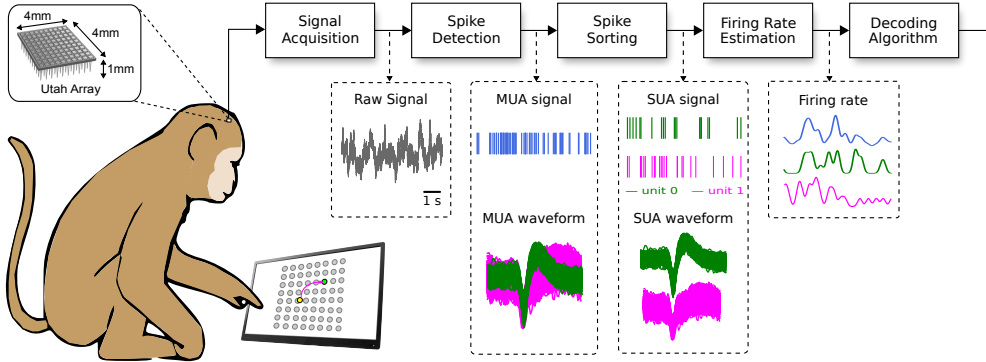 4mm
4mm
1mm
Utah Array
Signal
Acquisition
Spike
Detection
Spike
Sorting
Firing Rate
Estimation
Decoding
Algorithm
Raw Signal
1 s
MUA signal
MUA waveform
SUA signal
unit 0 unit 1
SUA waveform
Firing rate